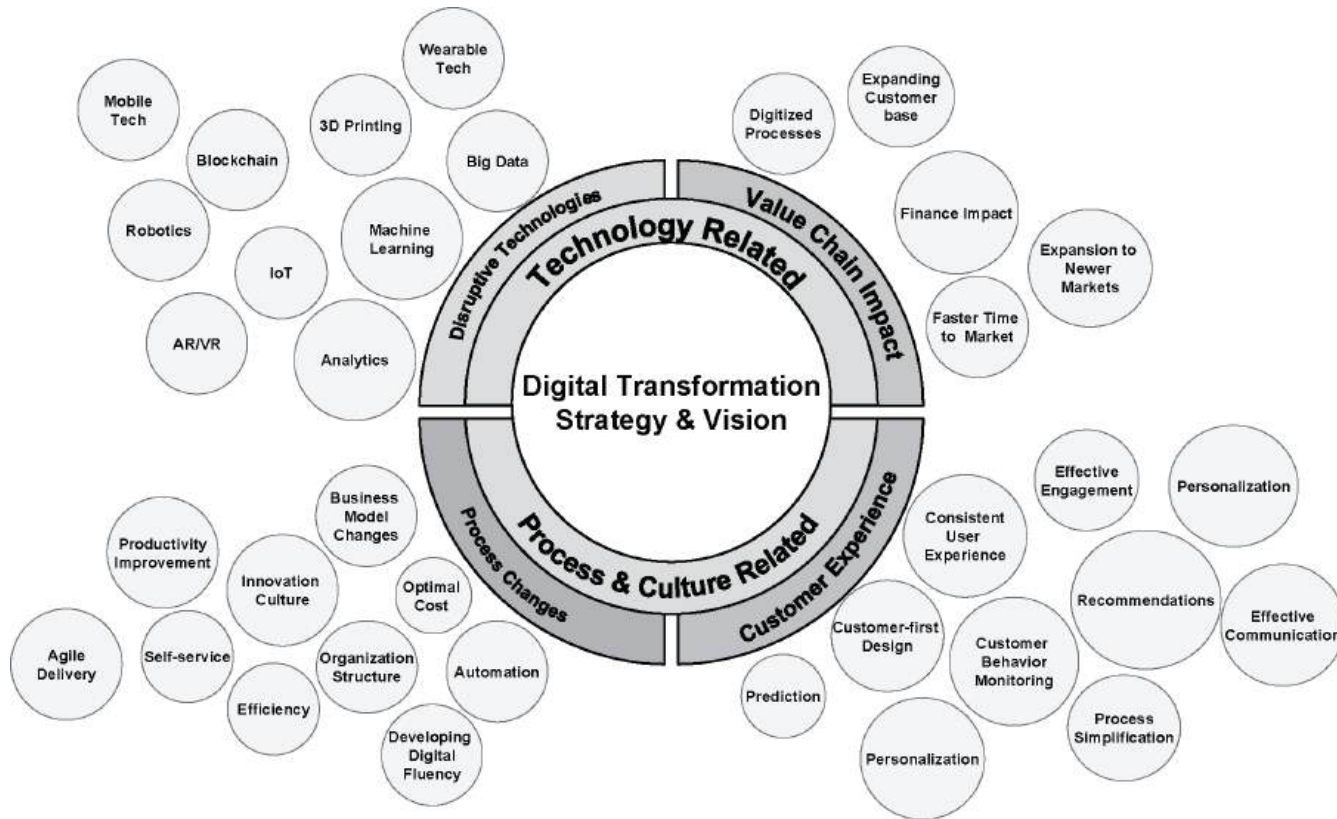 Wearable
Tech
Mobile
Tech
3D Printing
Blockchain
Big Data
Robotics
Machine
Learning
IoT
AR/VR
Analytics
Disruptive Technologies
Technology Related
Value Chain Impact
Digitized
Processes
Expanding
Customer
base
Finance Impact
Expansion to
Newer
Markets
Faster Time
to Market
Digital Transformation
Strategy & Vision
Process Changes
Process & Culture Related
Customer Experience
Business
Model
Changes
Productivity
Improvement
Innovation
Culture
Optimal
Cost
Agile
Delivery
Self-service
Organization
Structure
Automation
Efficiency
Developing
Digital
Fluency
Effective
Engagement
Personalization
Consistent
User
Experience
Recommendations
Effective
Communication
Customer-first
Design
Customer
Behavior
Monitoring
Prediction
Process
Simplification
Personalization